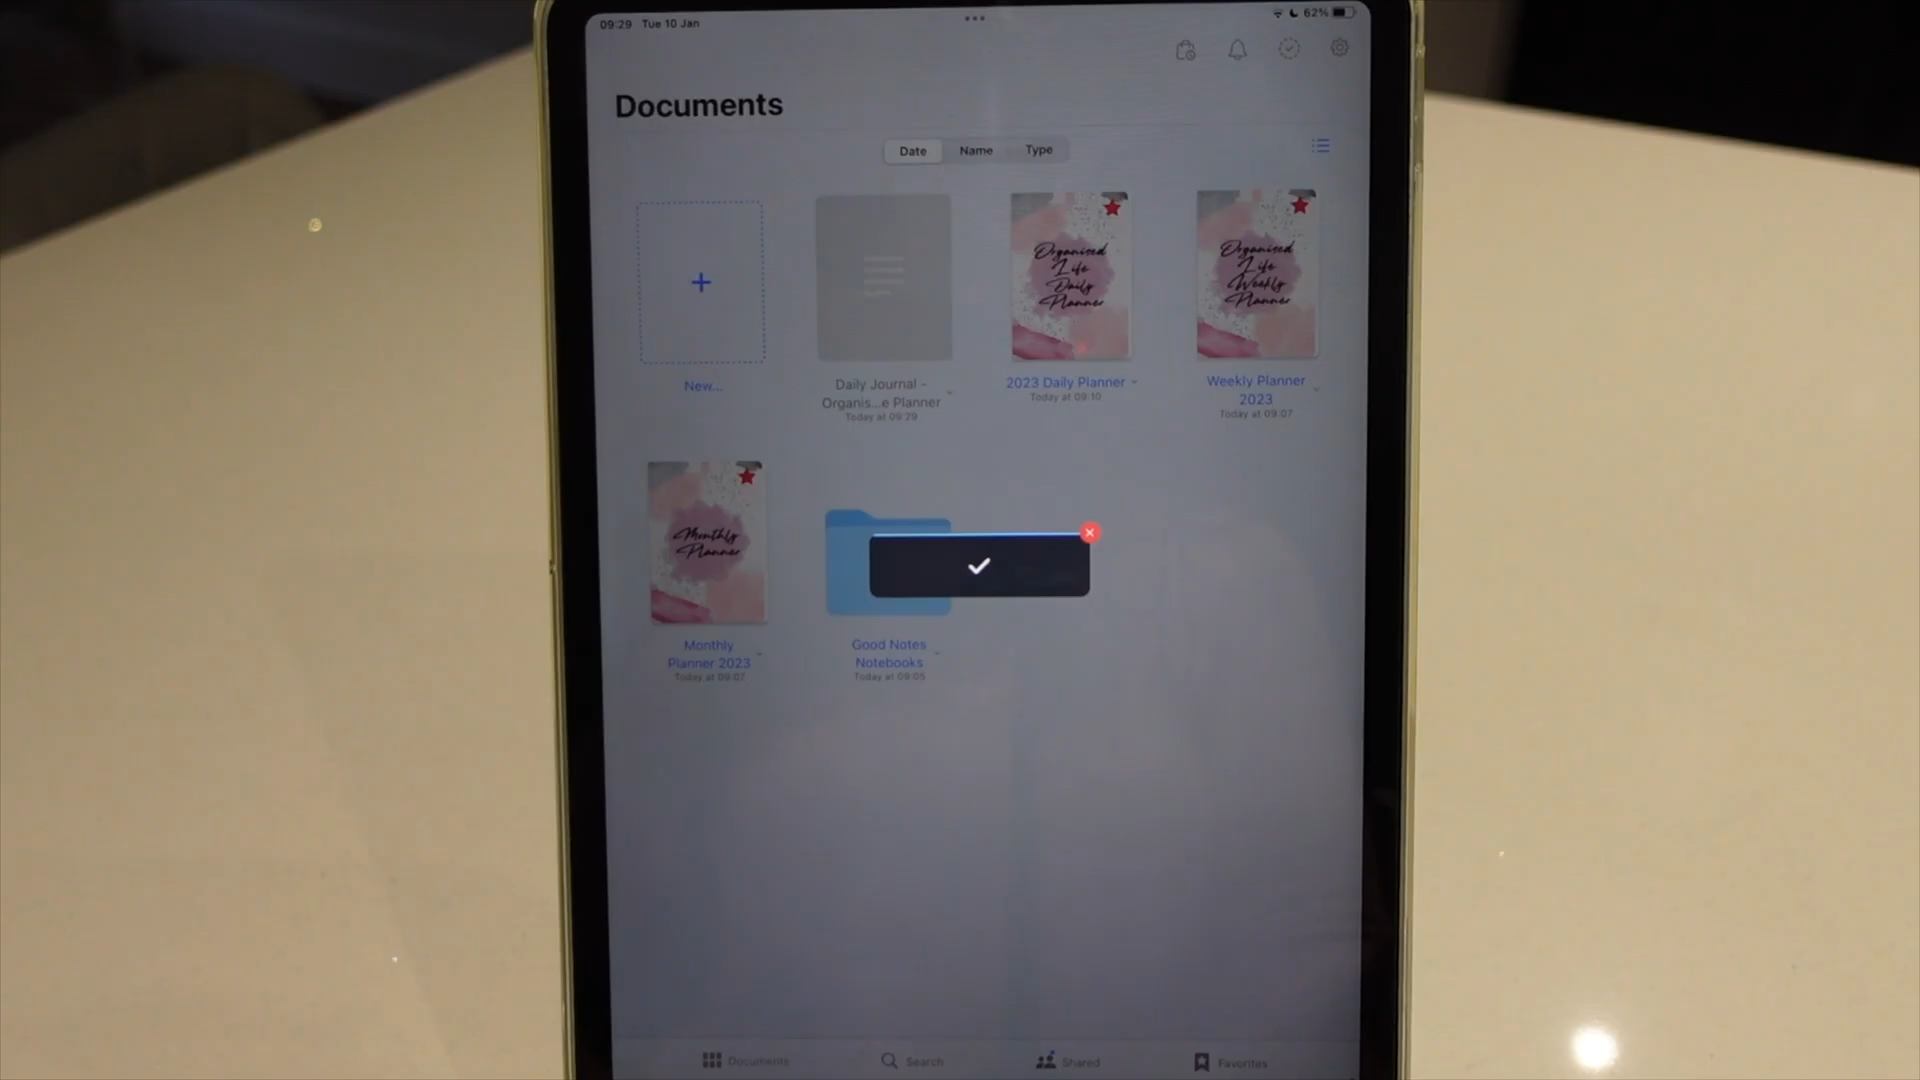 09:29 Tue 10 Jan
62%
Documents
Date Name Type
Organised
Life
Daily
Planner
Organised
Life
Weekly
Planner
New...
Daily Journal -
Organis...e Planner
Today at 09:29
2023 Daily Planner
Today at 09:10
Weekly Planner
2023
Today at 09:07
Monthly
Planner
Monthly
Planner 2023
Today at 09:07
Good Notes
Notebooks
Today at 09:05
Documents Search Shared Favorites